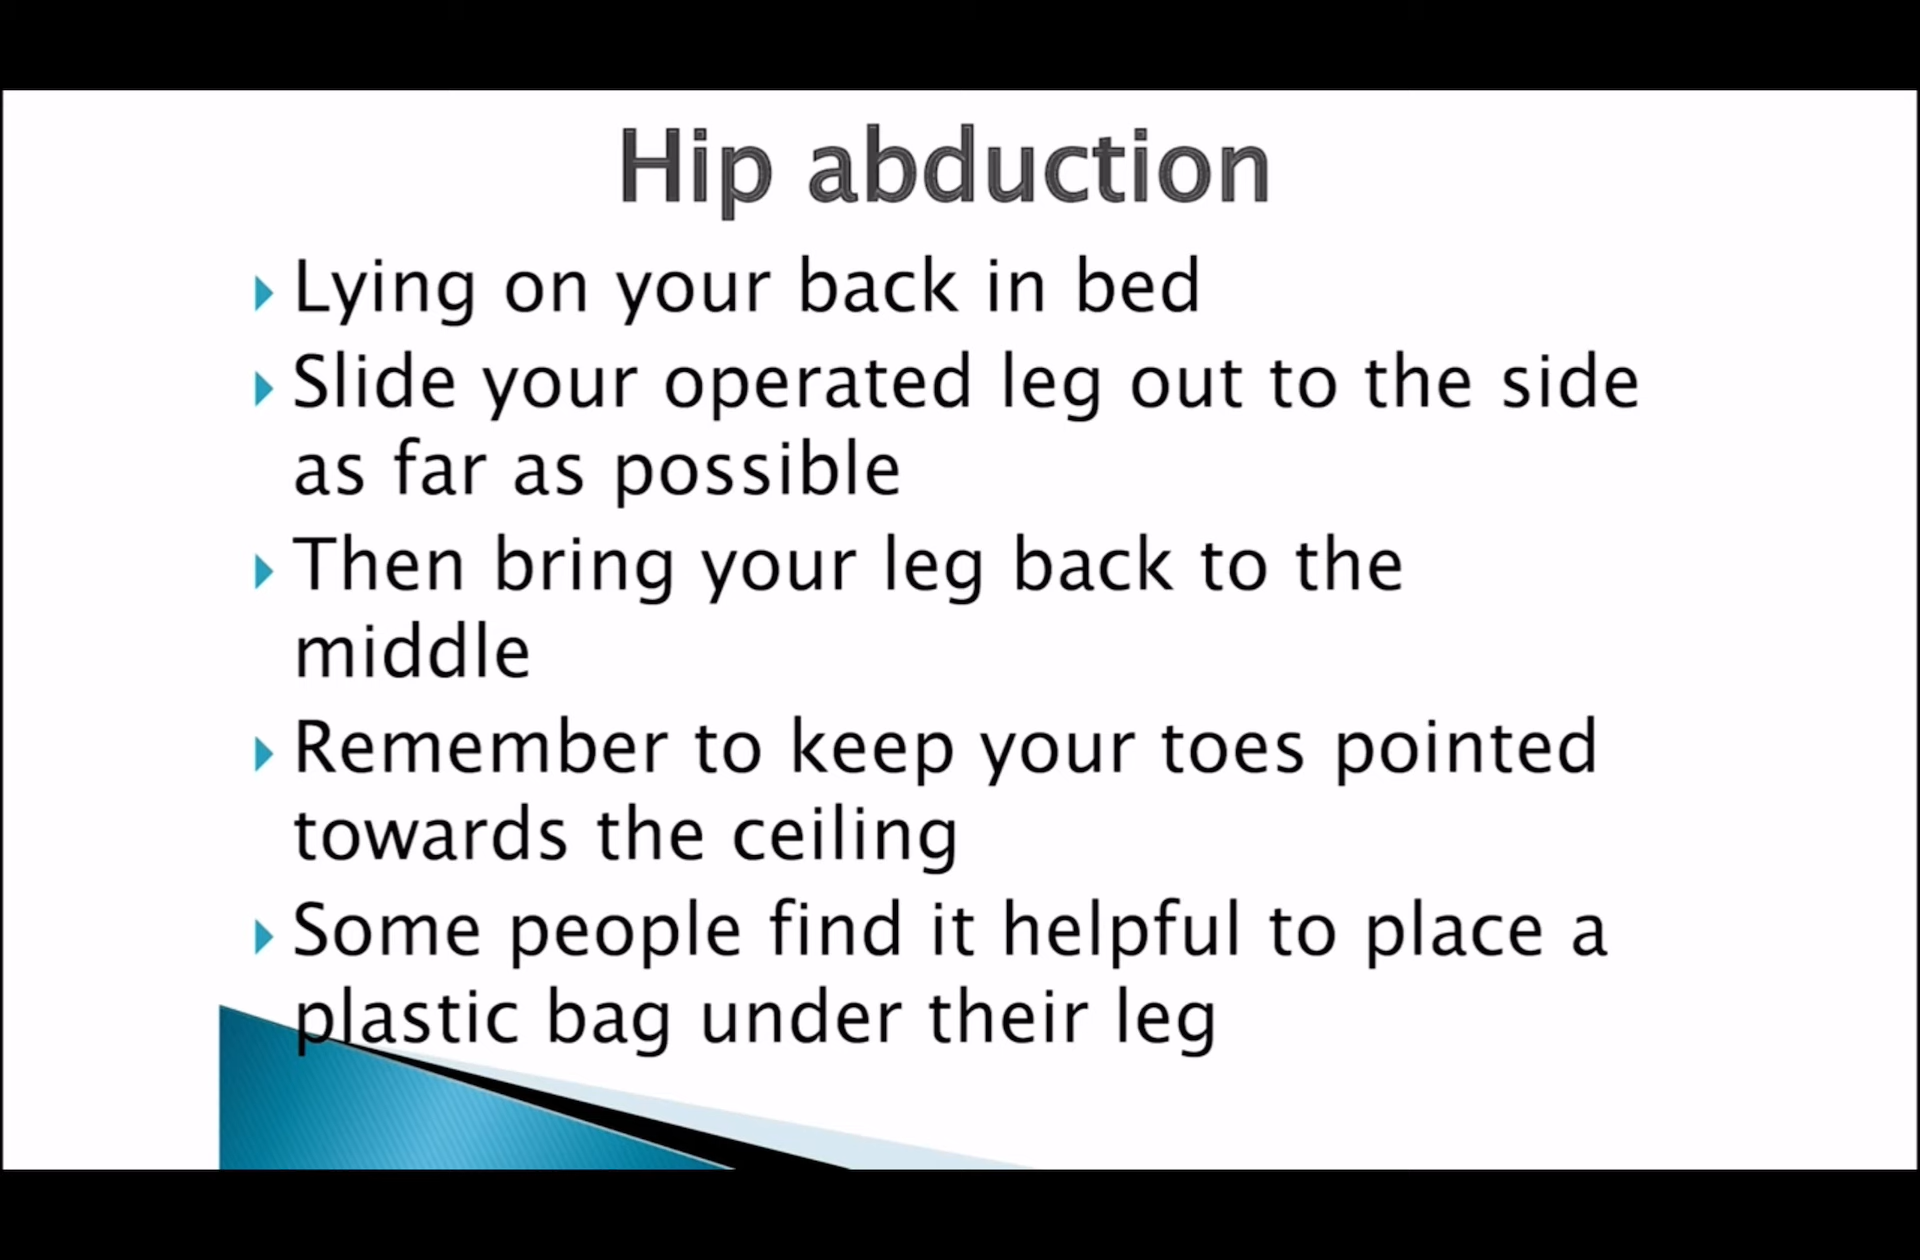 Hip abduction
Lying on your back in bed
Slide your operated leg out to the side
as far as possible
Then bring your leg back to the
middle
Remember to keep your toes pointed
towards the ceiling
Some people find it helpful to place a
plastic bag under their leg